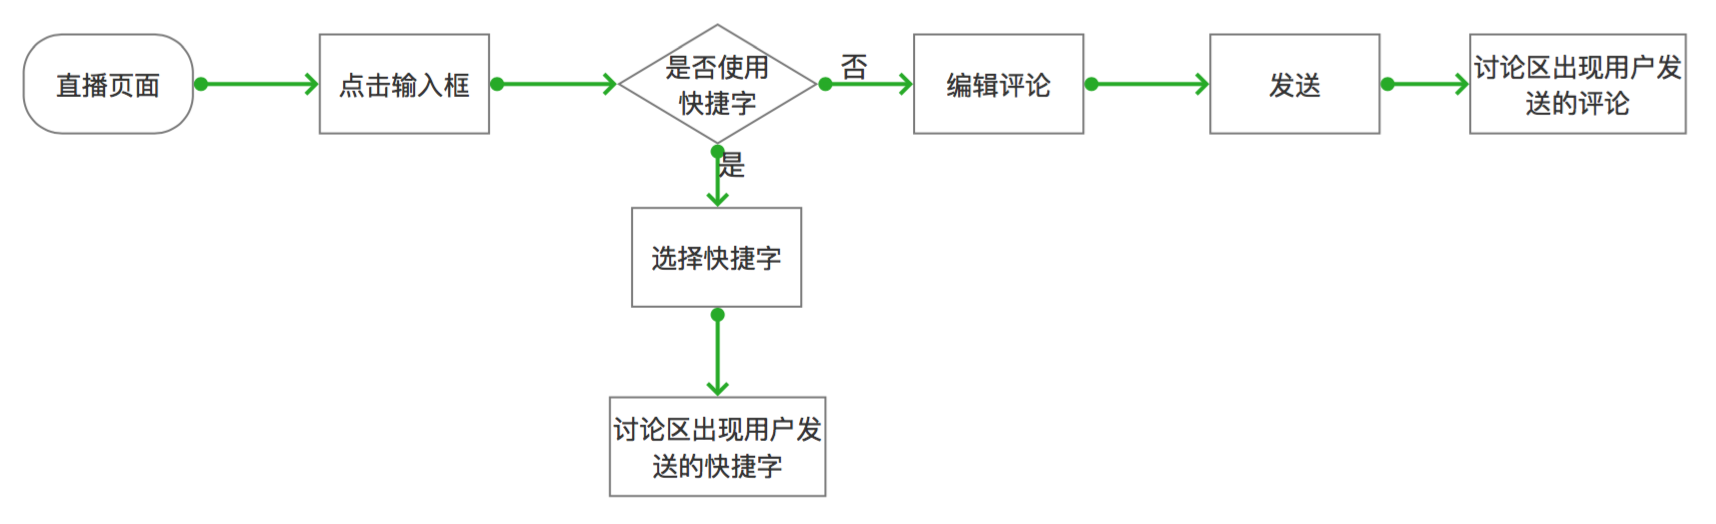 直播页面
点击输入框
是否使用
快捷字
否
编辑评论
发送
讨论区出现用户发
送的评论
是
选择快捷字
讨论区出现用户发
送的快捷字